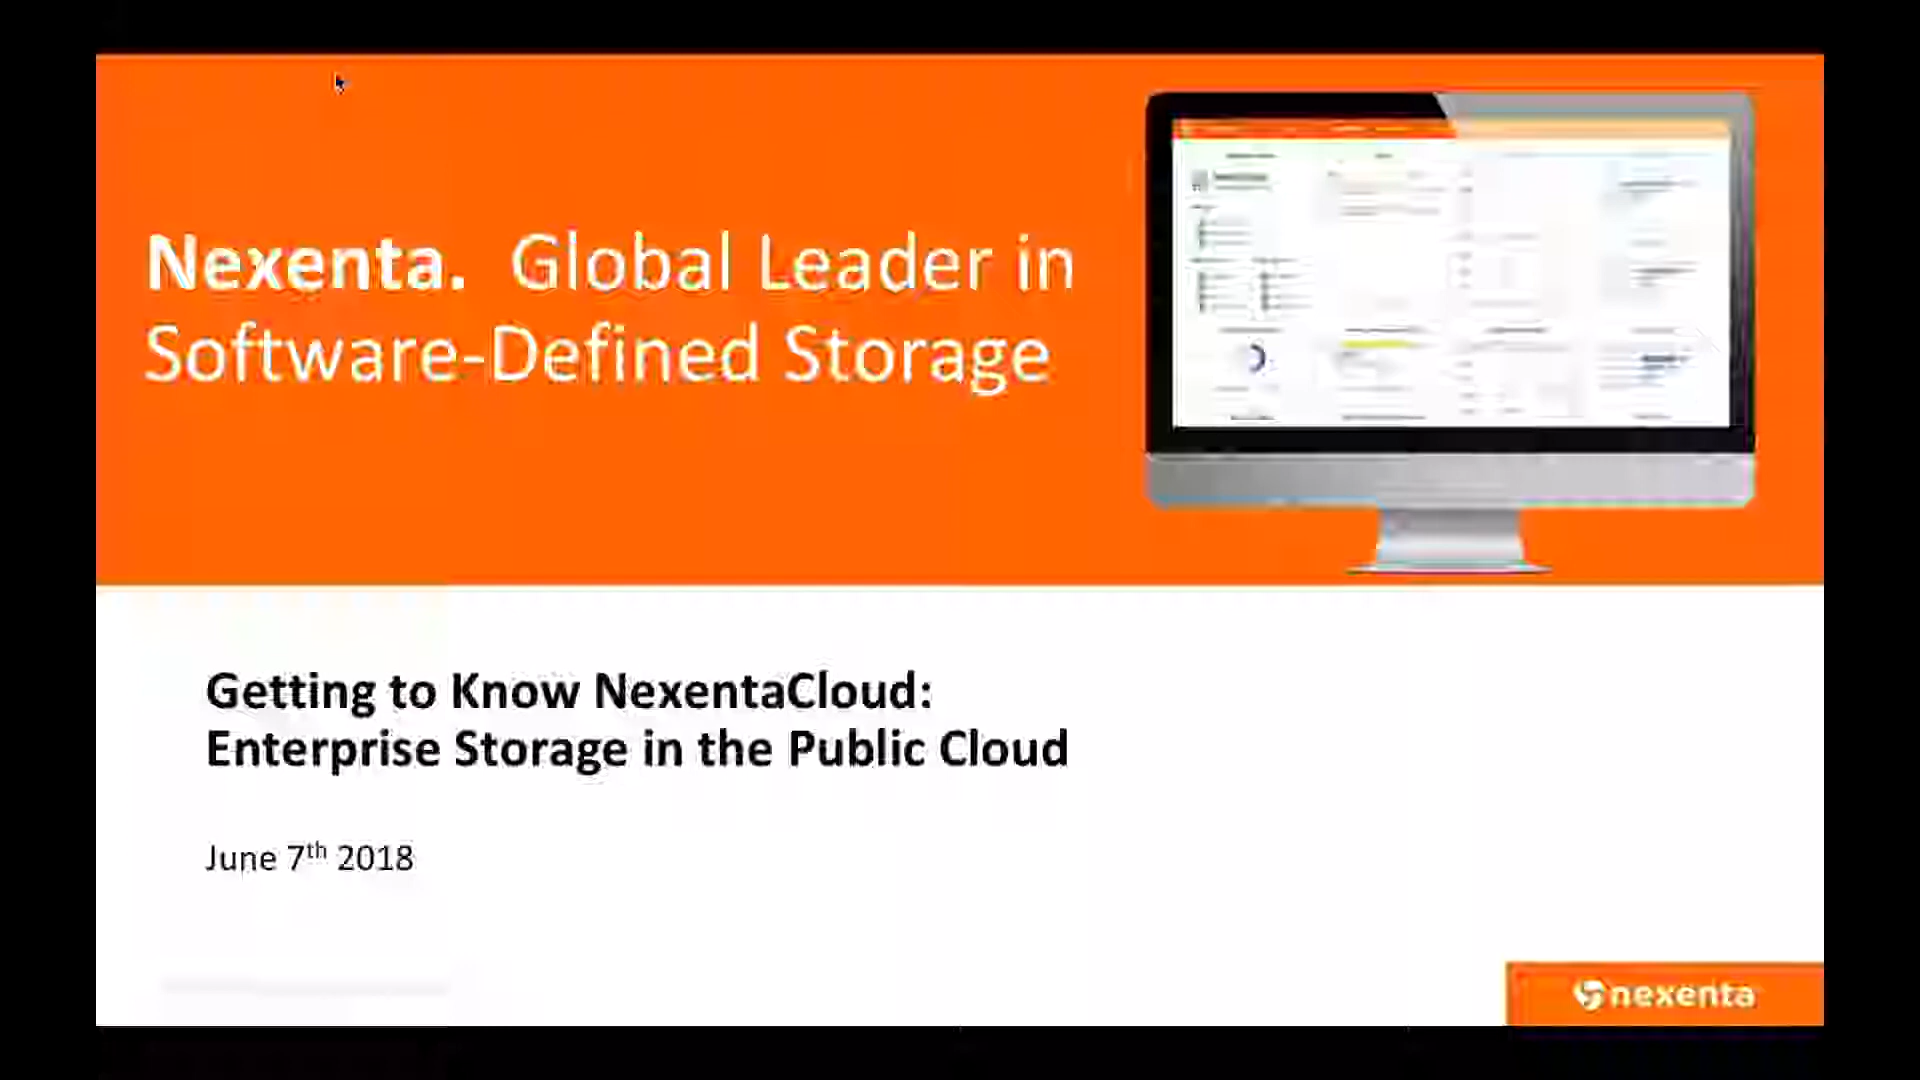 Nexenta. Global Leader in
Software-Defined Storage
Getting to Know NexentaCloud:
Enterprise Storage in the Public Cloud
June 7th 2018
nexenta